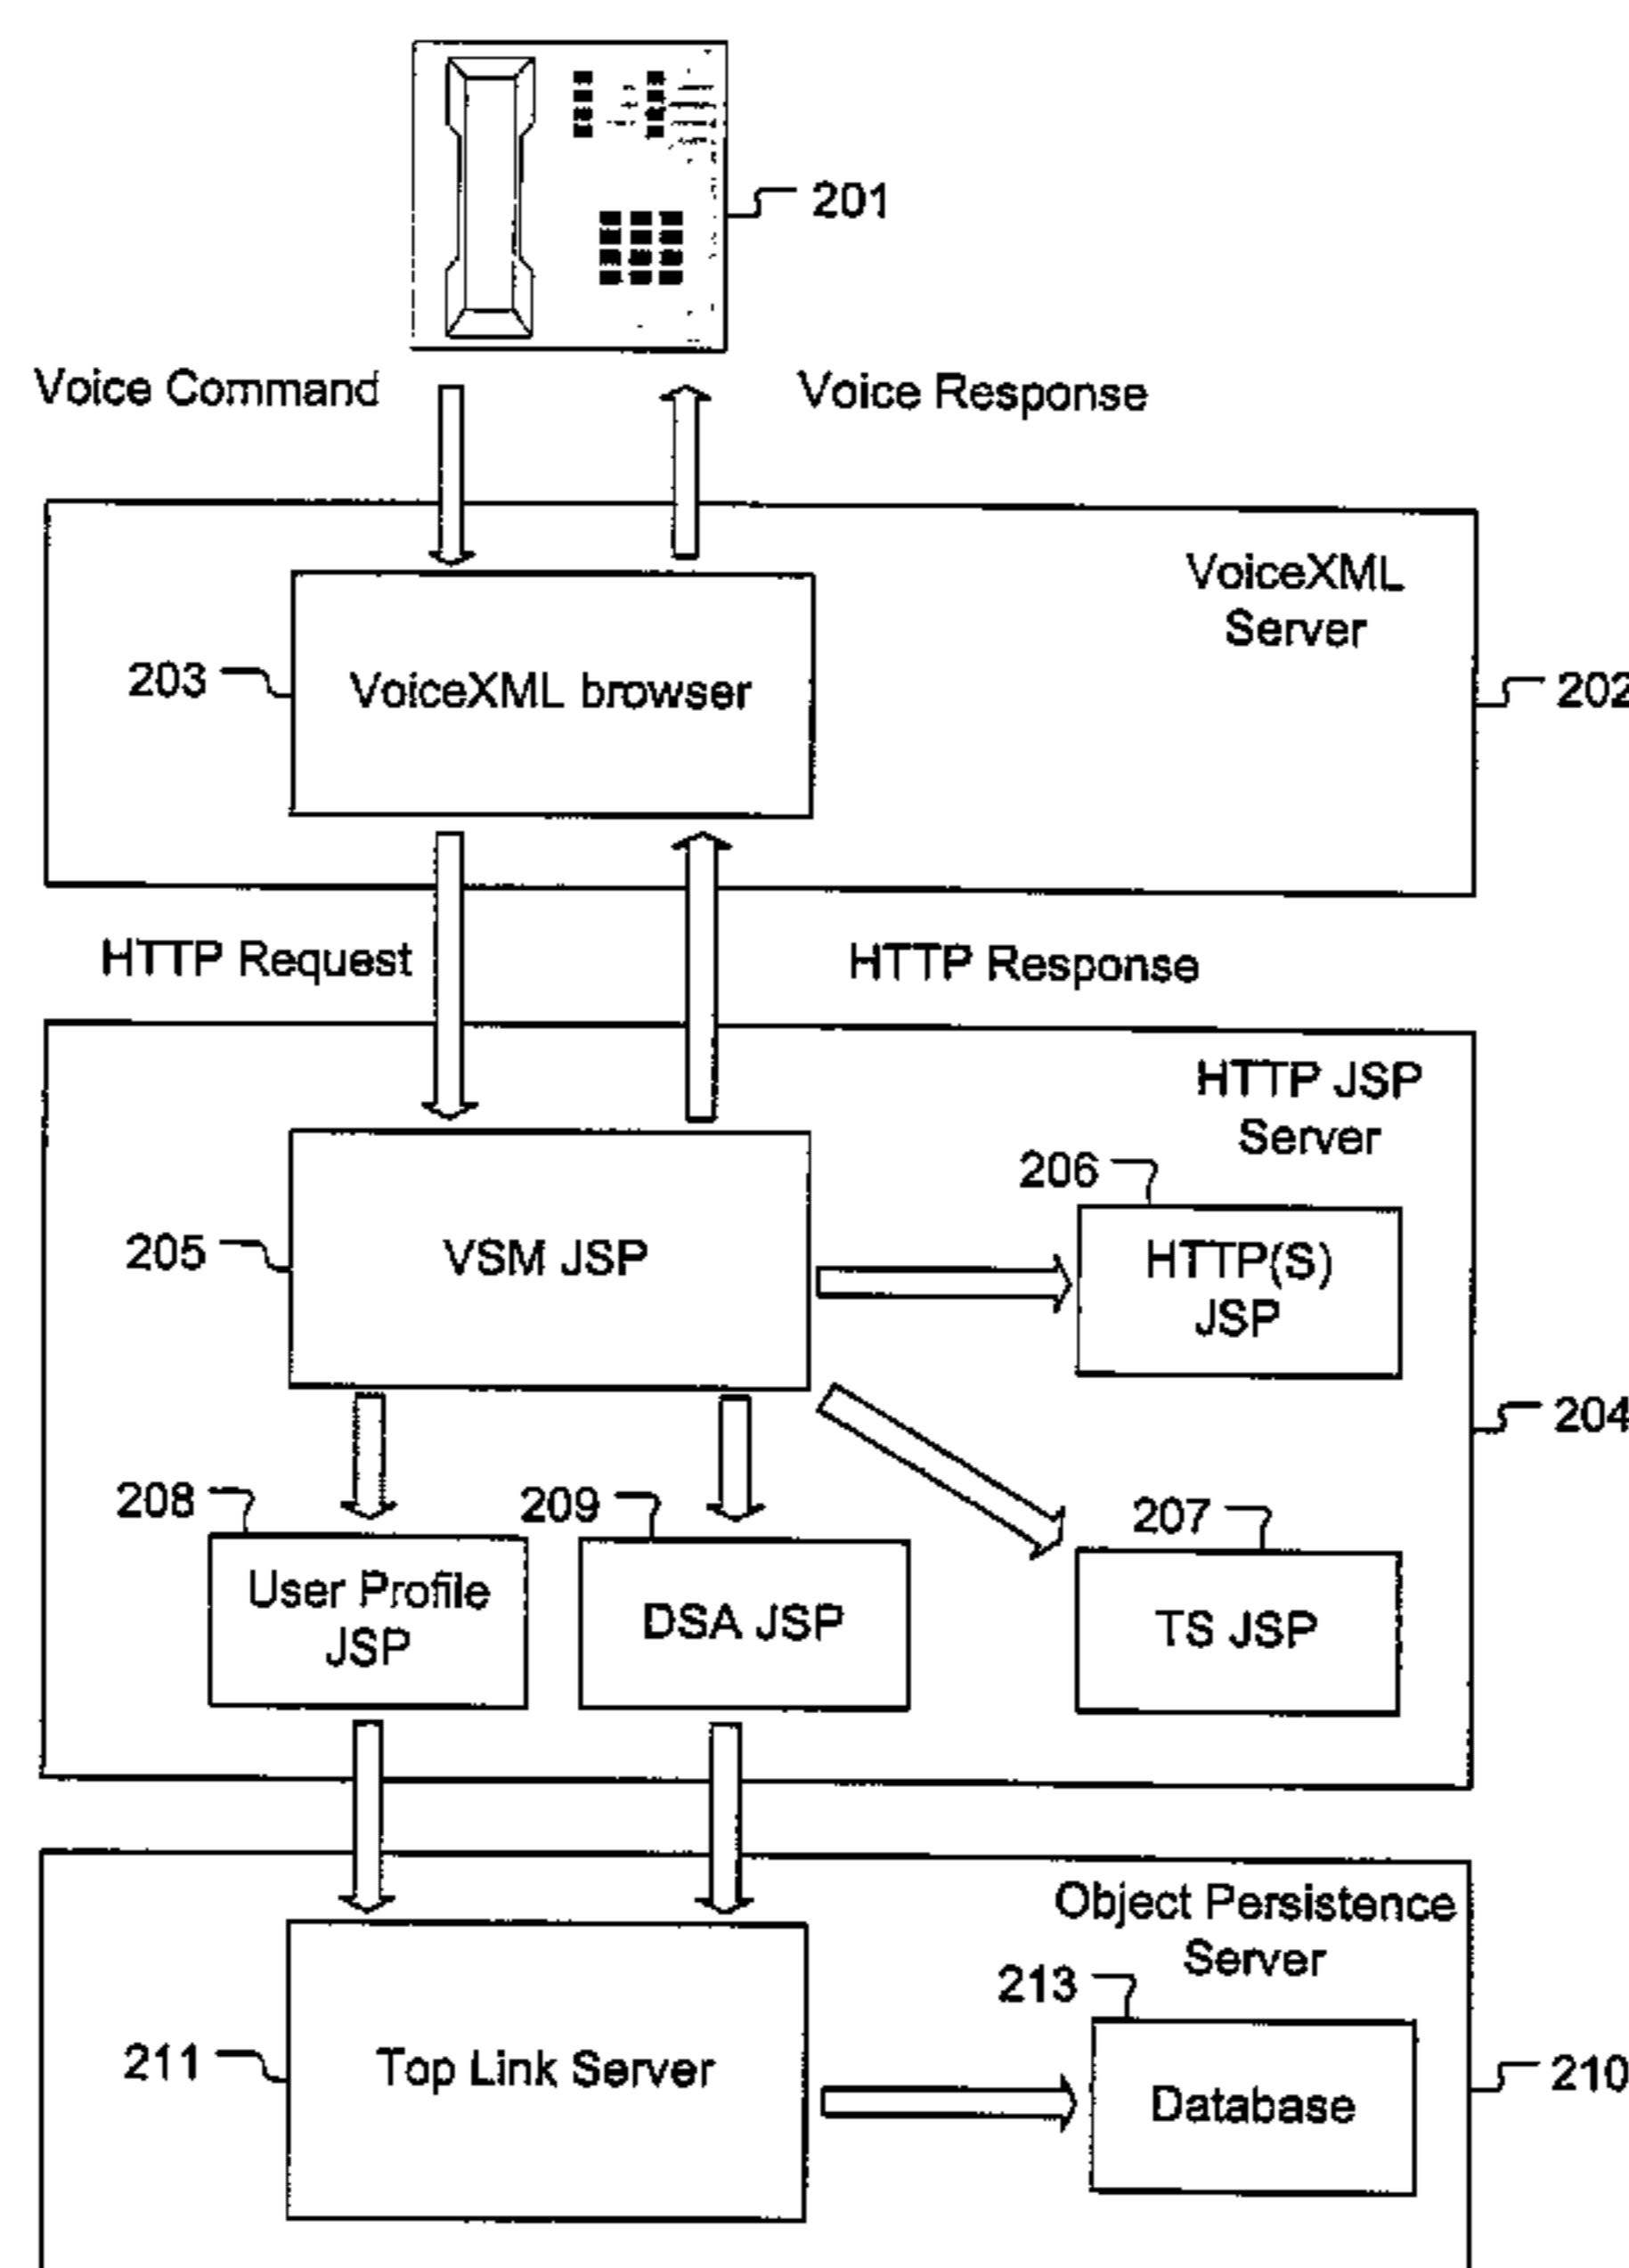 201
Voice Command
Voice Response
VoiceXML
Server
203
VoiceXML browser
202
HTTP Request
HTTP Response
HTTP JSP
Server
206
205
VSM JSP
HTTP(S)
JSP
204
208
209
207
User Profile
JSP
DSA JSP
TS JSP
Object Persistence
Server
213
211
Top Link Server
Database
210